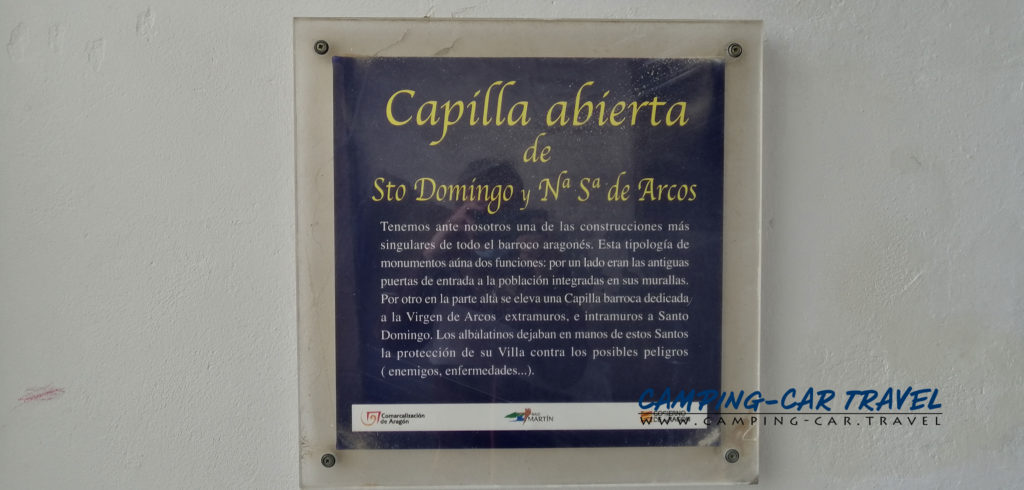 Capilla abierta
de
Sto Domingo y Nª Sª de Arcos
Tenemos ante nosotros una de las construcciones más
singulares de todo el barroco aragonés. Esta tipología de
monumentos aúna dos funciones: por un lado eran las antiguas
puertas de entrada a la población integradas en sus murallas.
Por otro en la parte alta se eleva una Capilla barroca dedicada
a la Virgen de Arcos extramuros, e intramuros a Santo
Domingo. Los albalatinos dejaban en manos de estos Santos
la protección de su Villa contra los posibles peligros
( enemigos, enfermedades...).
Comarcalización
de Aragón
BAJO
MARTÍN
GOBIERNO
DE ARAGÓN
CAMPING-CAR TRAVEL
WWW.CAMPING-CAR.TRAVEL